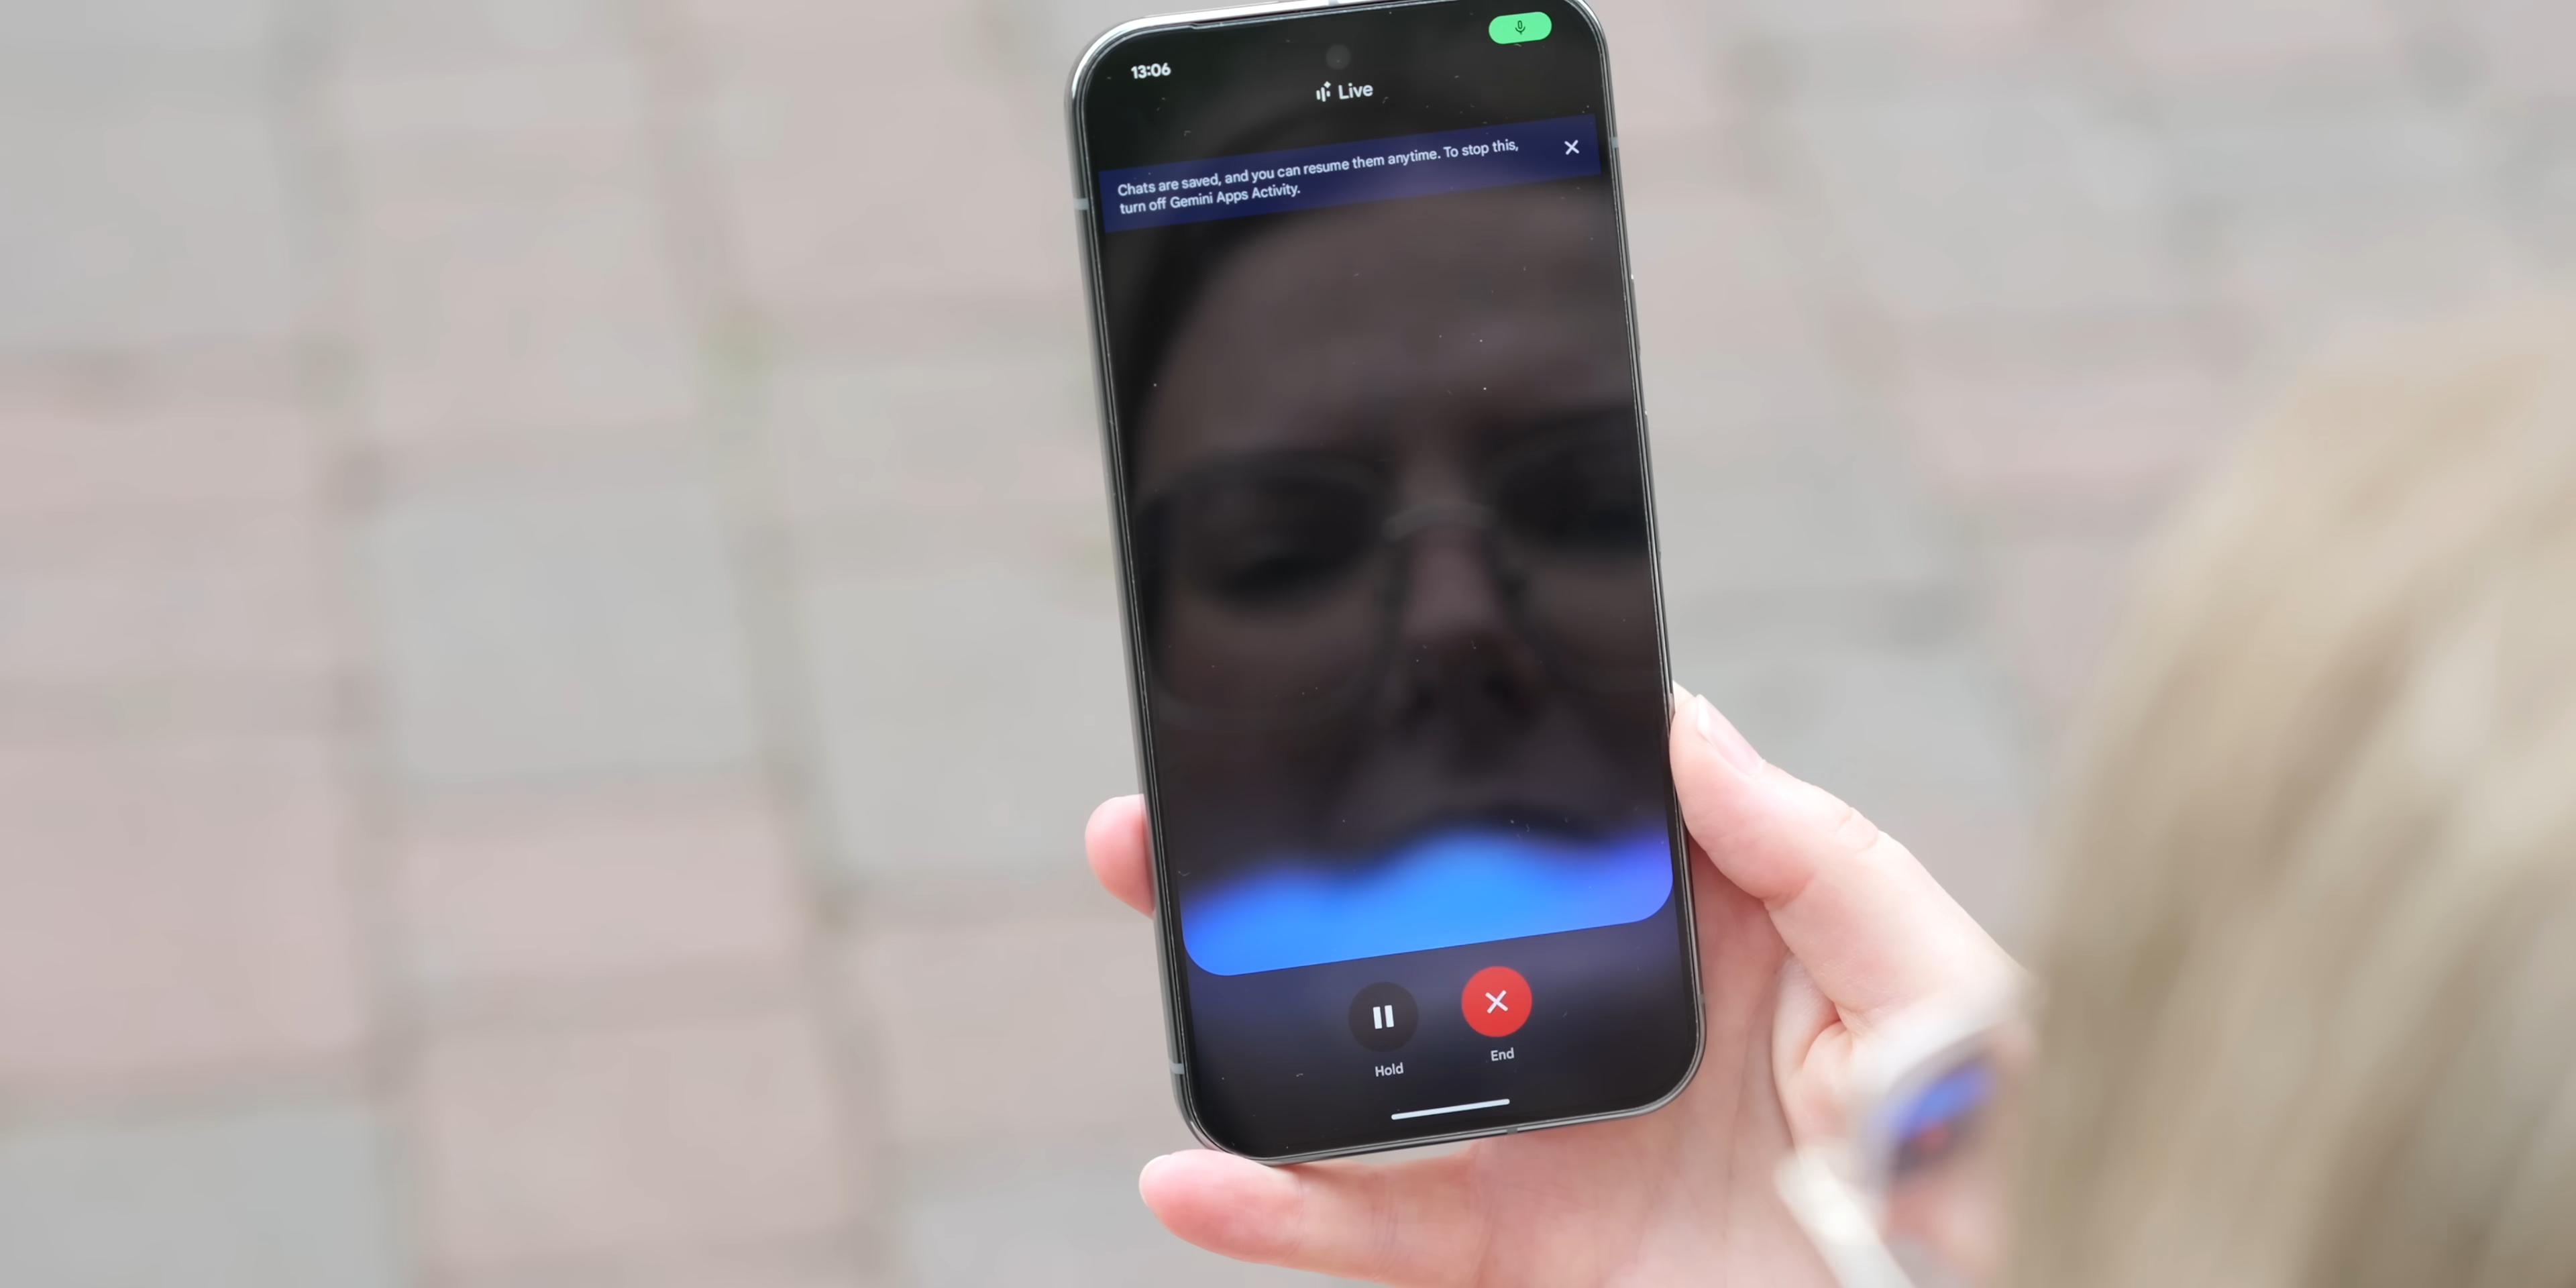 13:06
Live
Chats are saved, and you can resume them anytime. To stop this,
turn off Gemini Apps Activity.
Hold
End